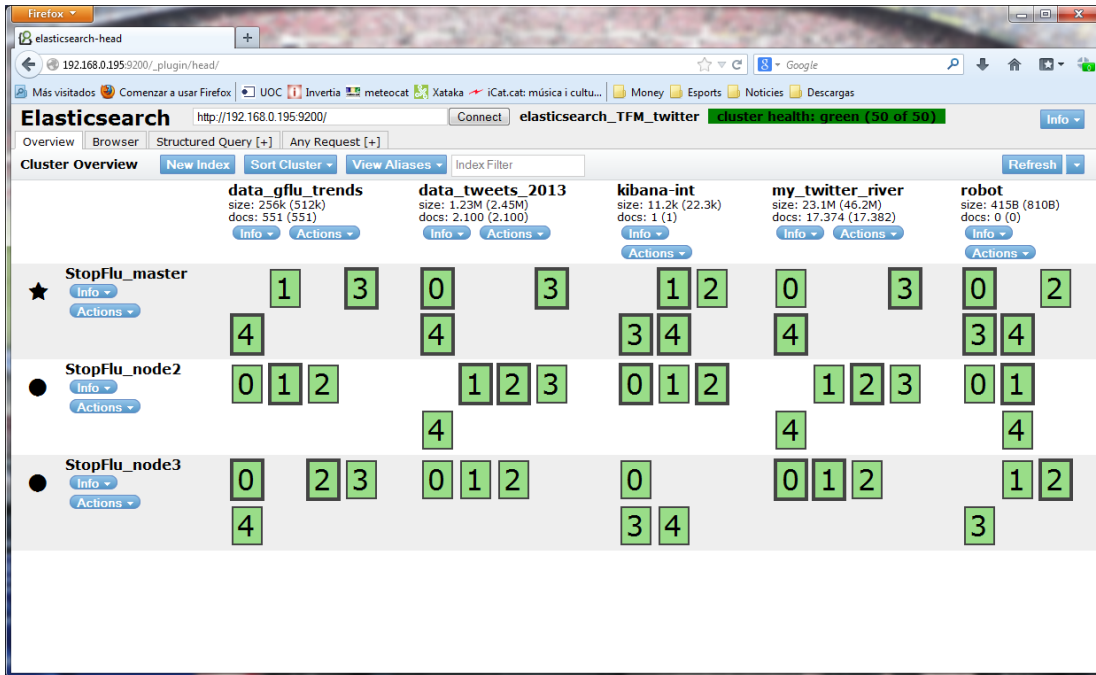 Firefox
elasticsearch-head
192.168.0.195:9200/_plugin/head/
Google
Más visitados Comenzar a usar Firefox UOC Invertia meteocat Xataka iCat.cat: música i cultu... Money Esports Noticies Descargas
Elasticsearch http://192.168.0.195:9200/ Connect elasticsearch_TFM_twitter cluster health: green (50 of 50) Info
Overview Browser Structured Query [+] Any Request [+]
Cluster Overview New Index Sort Cluster View Aliases Index Filter Refresh
data_gflu_trends data_tweets_2013 kibana-int my_twitter_river robot
size: 256k (512k) size: 1.23M (2.45M) size: 11.2k (22.3k) size: 23.1M (46.2M) size: 415B (810B)
docs: 551 (551) docs: 2.100 (2.100) docs: 1 (1) docs: 17.374 (17.382) docs: 0 (0)
Info Actions Info Actions Info Info Actions Info
Actions Actions
StopFlu_master
Info 1 3 0 3 1 2 0 3 0 2
Actions
4 4 3 4 4 3 4
StopFlu_node2
Info 0 1 2 1 2 3 0 1 2 1 2 3 0 1
Actions
4 4 4
StopFlu_node3
Info 0 2 3 0 1 2 0 0 1 2 1 2
Actions
4 3 4 3